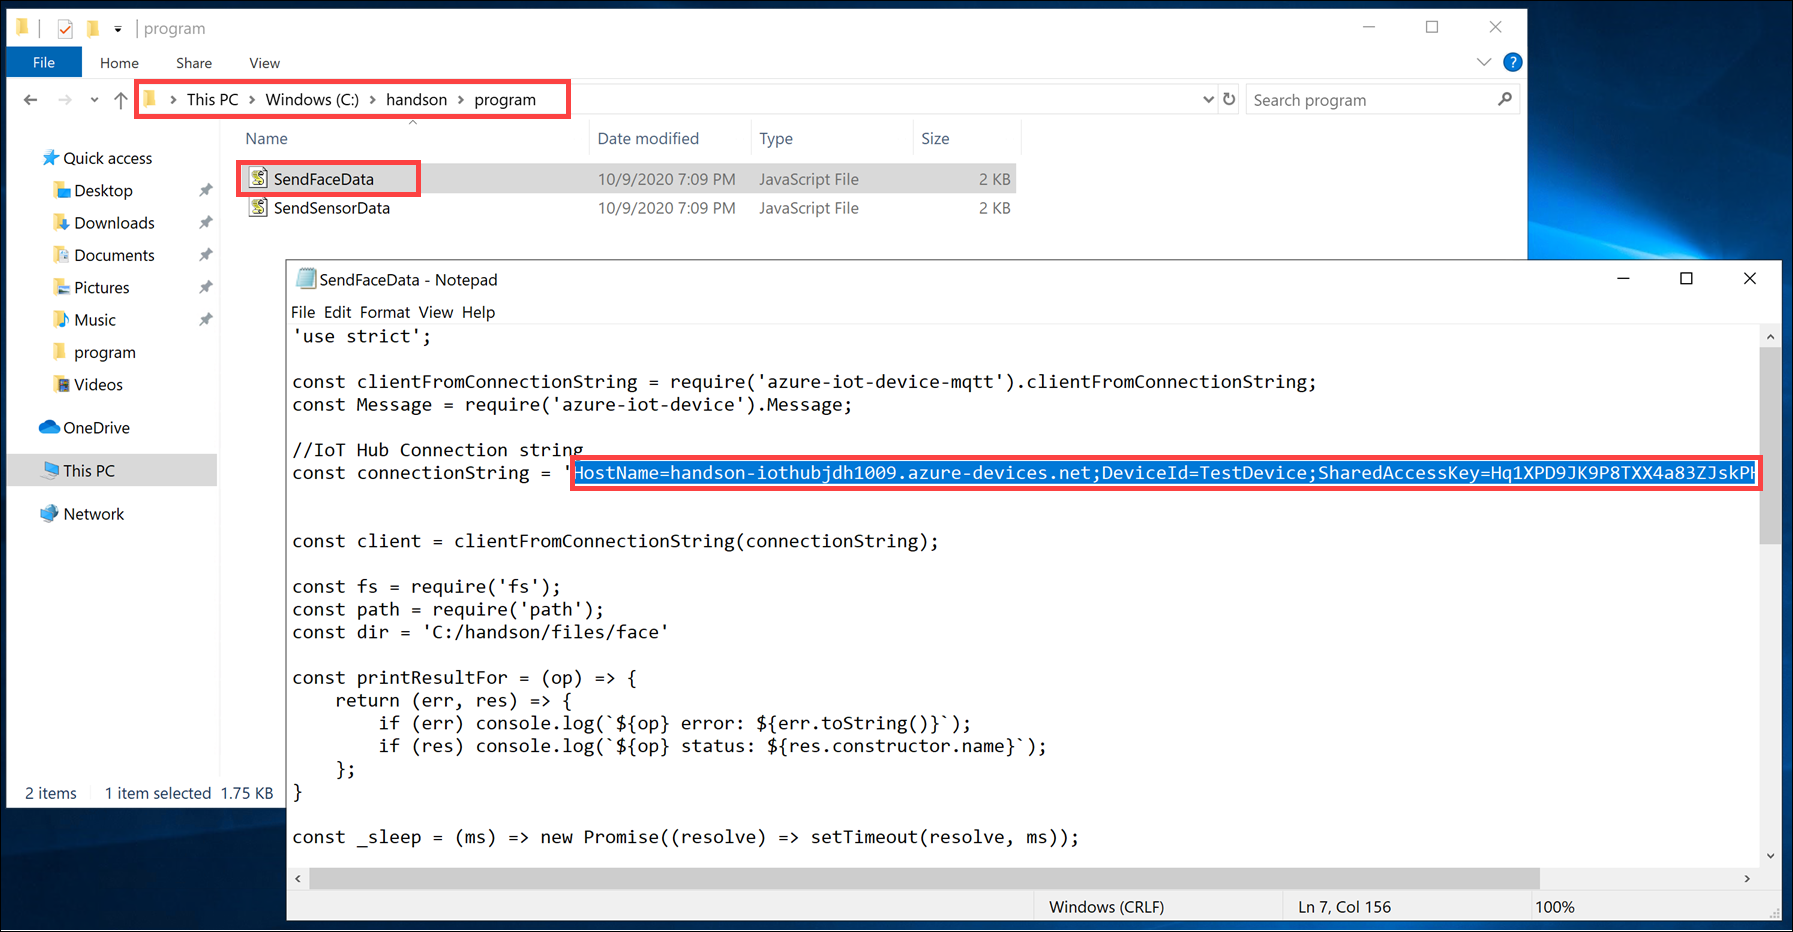 program
File Home Share View
This PC > Windows (C:) > handson > program
Search program
Name Date modified Type Size
SendFaceData 10/9/2020 7:09 PM JavaScript File 2 KB
SendSensorData 10/9/2020 7:09 PM JavaScript File 2 KB
Quick access
Desktop
Downloads
Documents
Pictures
Music
program
Videos
OneDrive
This PC
Network
2 items 1 item selected 1.75 KB
SendFaceData - Notepad
File Edit Format View Help
'use strict';
const clientFromConnectionString = require('azure-iot-device-mqtt').clientFromConnectionString;
const Message = require('azure-iot-device').Message;
//IoT Hub Connection string
const connectionString = 'HostName=handson-iothubjdh1009.azure-devices.net;DeviceId=TestDevice;SharedAccessKey=Hq1XPD9JK9P8TXX4a83ZJskPH
const client = clientFromConnectionString(connectionString);
const fs = require('fs');
const path = require('path');
const dir = 'C:/handson/files/face'
const printResultFor = (op) => {
return (err, res) => {
if (err) console.log(`${op} error: ${err.toString()}`);
if (res) console.log(`${op} status: ${res.constructor.name}`);
};
}
const _sleep = (ms) => new Promise((resolve) => setTimeout(resolve, ms));
Windows (CRLF) Ln 7, Col 156 100%